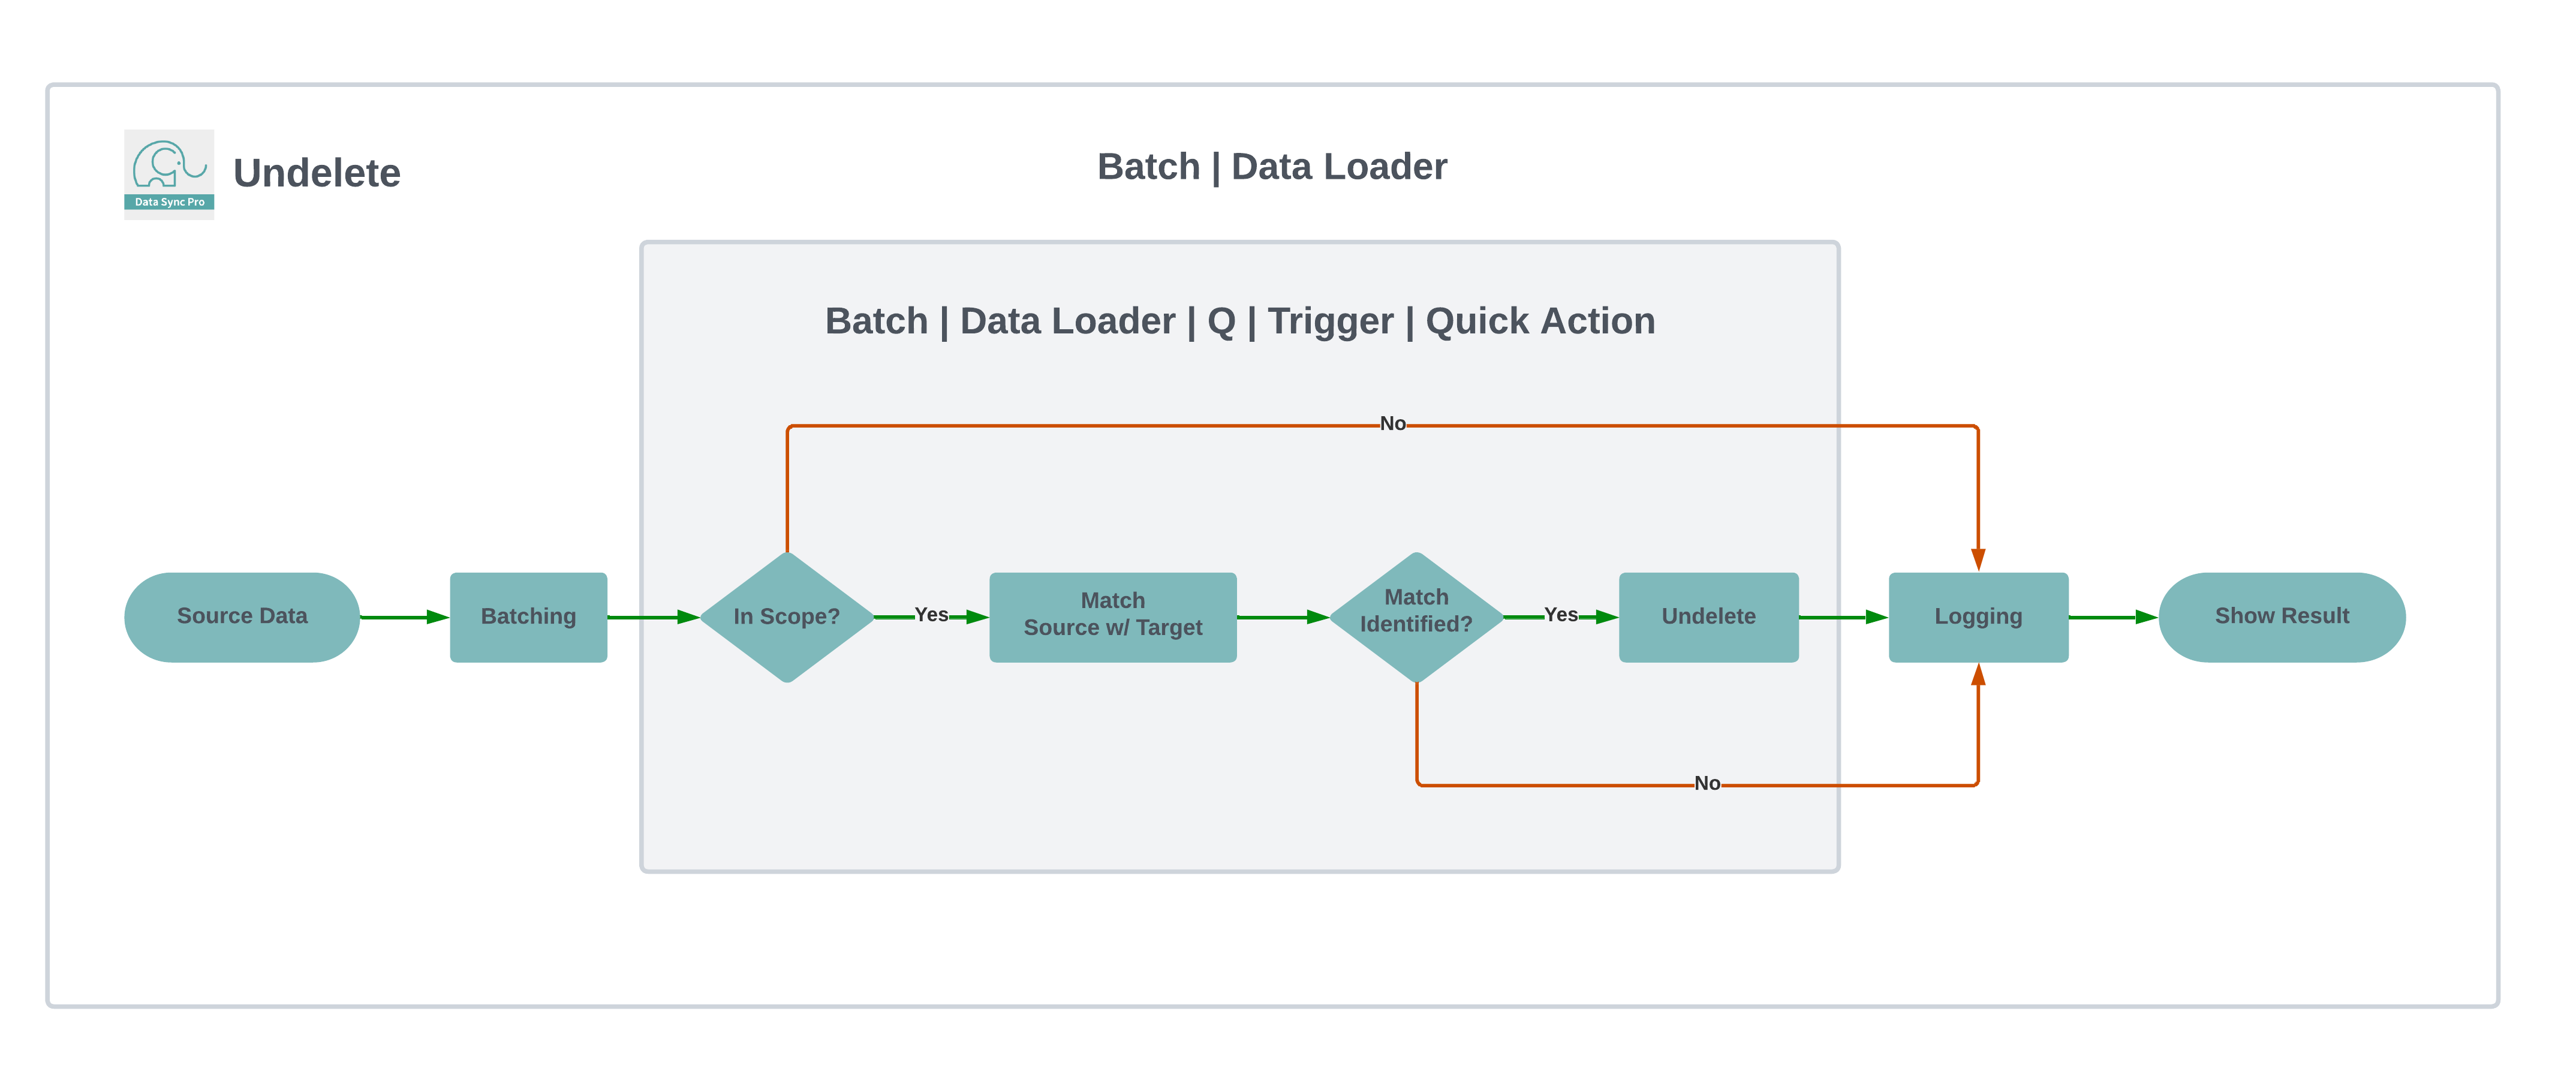 Data Sync Pro
Undelete
Batch | Data Loader
Batch | Data Loader | Q | Trigger | Quick Action
No
Source Data
Batching
In Scope?
Yes
Match
Source w/ Target
Match
Identified?
Yes
Undelete
Logging
Show Result
No